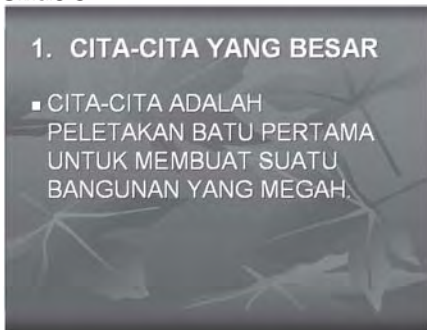 1. CITA-CITA YANG BESAR
▪ CITA-CITA ADALAH
PELETAKAN BATU PERTAMA
UNTUK MEMBUAT SUATU
BANGUNAN YANG MEGAH.